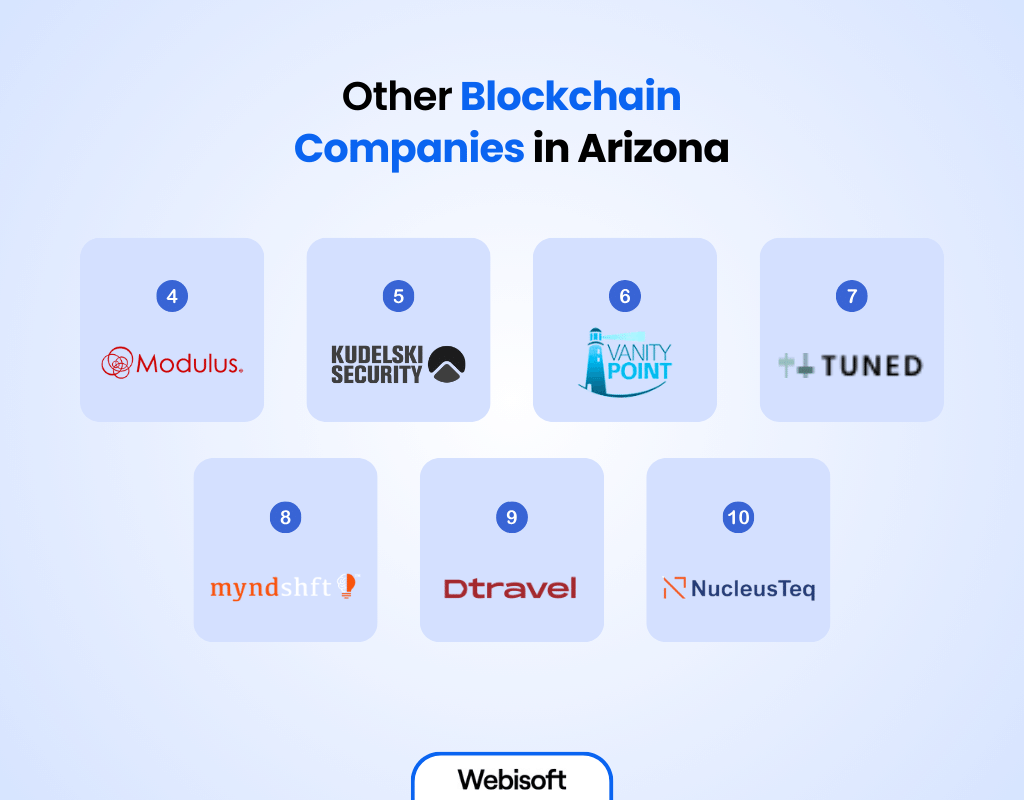 Other Blockchain
Companies in Arizona
4
Modulus
5
KUDELSKI
SECURITY
6
VANITY
POINT
7
TUNED
8
myndshft
9
Dtravel
10
NucleusTeq
Webisoft